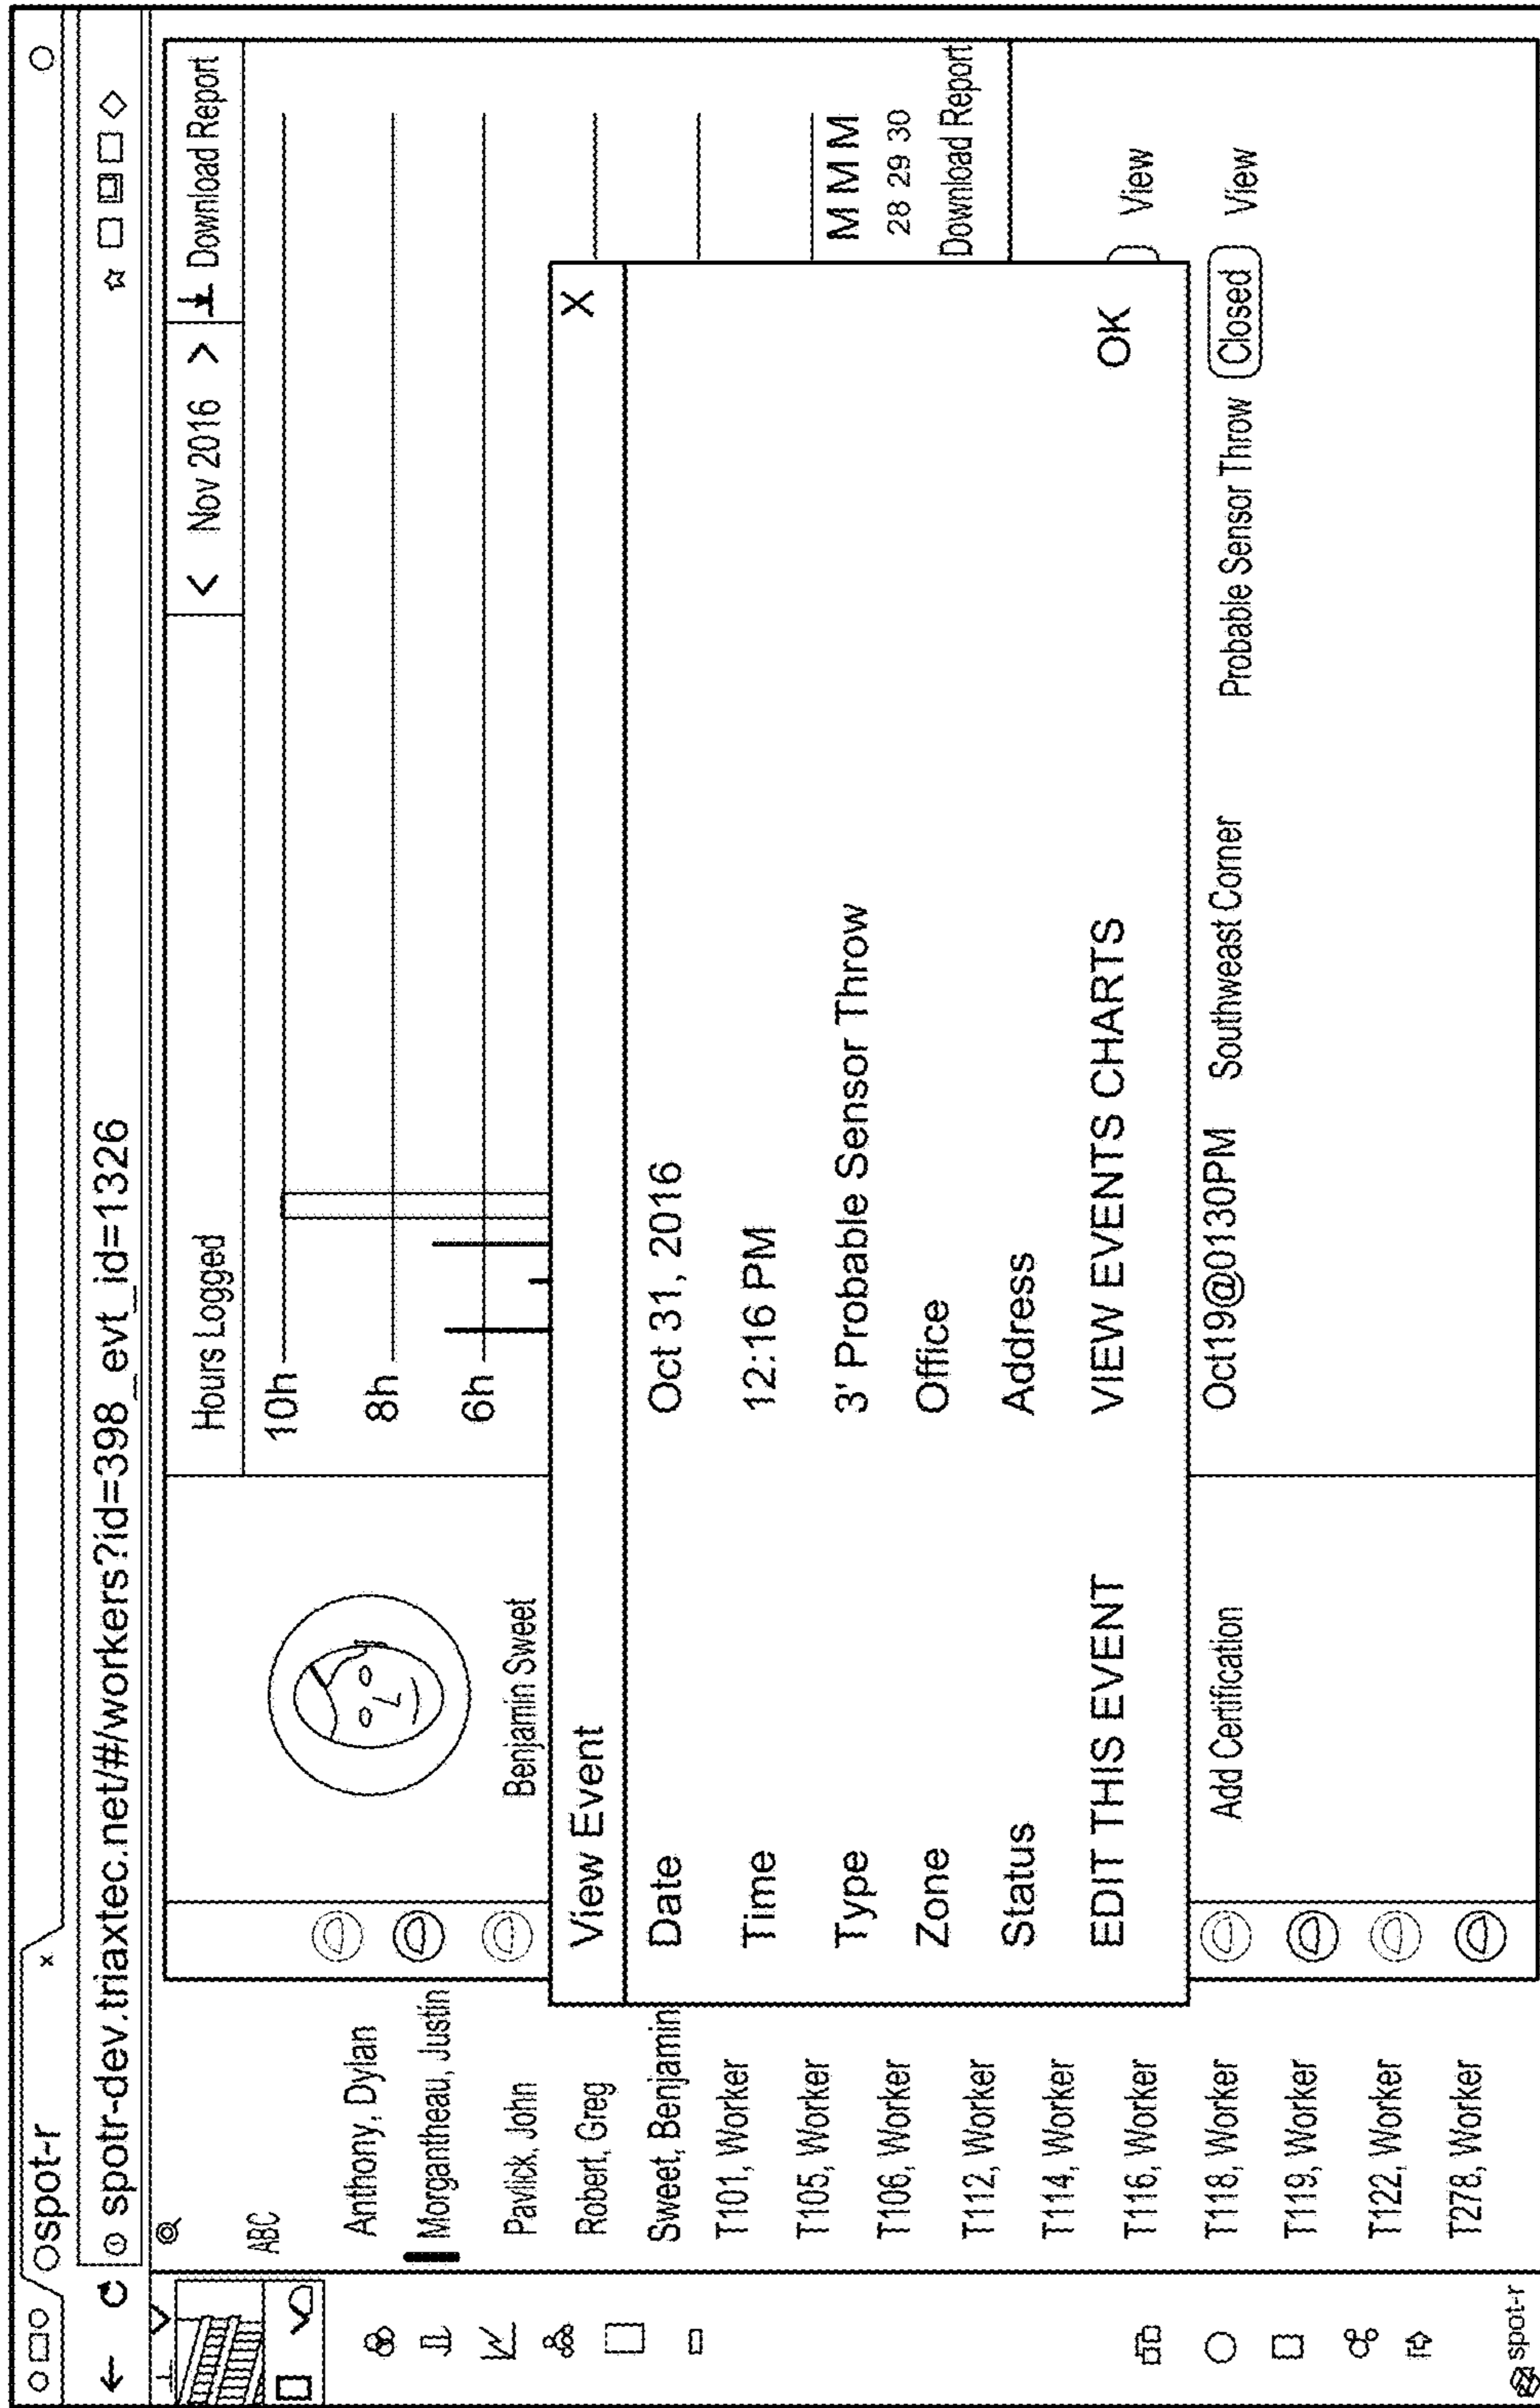 spot-r
spotr-dev.triaxtec.net/#/workers?id=398_evt_id=1326
ABC
Anthony, Dylan
Morgantheau, Justin
Pavlick, John
Robert, Greg
Sweet, Benjamin
T101, Worker
T105, Worker
T106, Worker
T112, Worker
T114, Worker
T116, Worker
T118, Worker
T119, Worker
T122, Worker
T278, Worker
spot-r
Benjamin Sweet
Hours Logged
< Nov 2016 >
Download Report
10h
8h
6h
M M M
28 29 30
Download Report
View Event X
Date Oct 31, 2016
Time 12:16 PM
Type 3' Probable Sensor Throw
Zone Office
Status Address
EDIT THIS EVENT VIEW EVENTS CHARTS OK
View
Add Certification
Oct19@0130PM Southwest Corner Probable Sensor Throw Closed View